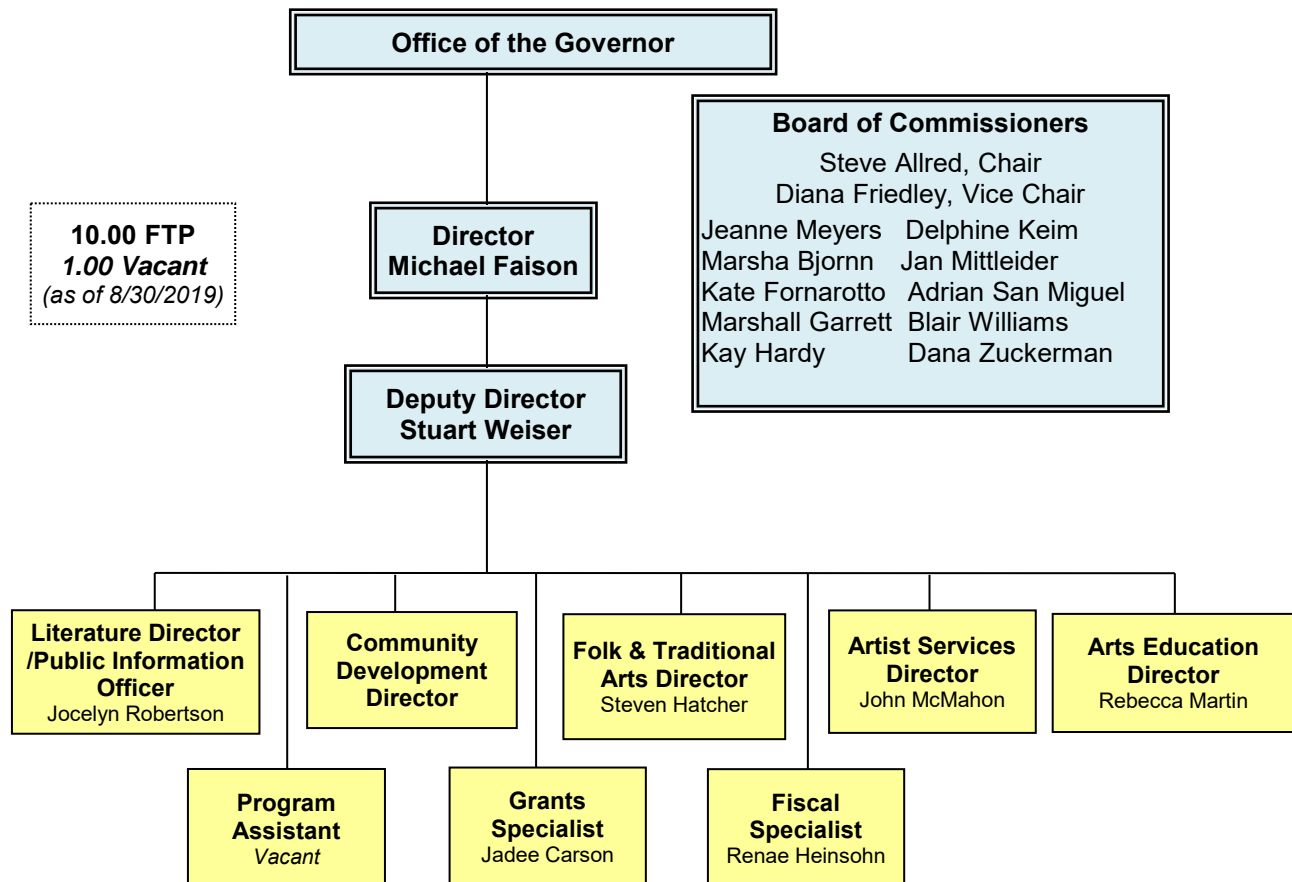 Office of the Governor
Board of Commissioners
Steve Allred, Chair
Diana Friedley, Vice Chair
Jeanne Meyers Delphine Keim
Marsha Bjornn Jan Mittleider
Kate Fornarotto Adrian San Miguel
Marshall Garrett Blair Williams
Kay Hardy Dana Zuckerman
10.00 FTP
1.00 Vacant
(as of 8/30/2019)
Director
Michael Faison
Deputy Director
Stuart Weiser
Literature Director
/Public Information
Officer
Jocelyn Robertson
Community
Development
Director
Folk & Traditional
Arts Director
Steven Hatcher
Artist Services
Director
John McMahon
Arts Education
Director
Rebecca Martin
Program
Assistant
Vacant
Grants
Specialist
Jadee Carson
Fiscal
Specialist
Renae Heinsohn